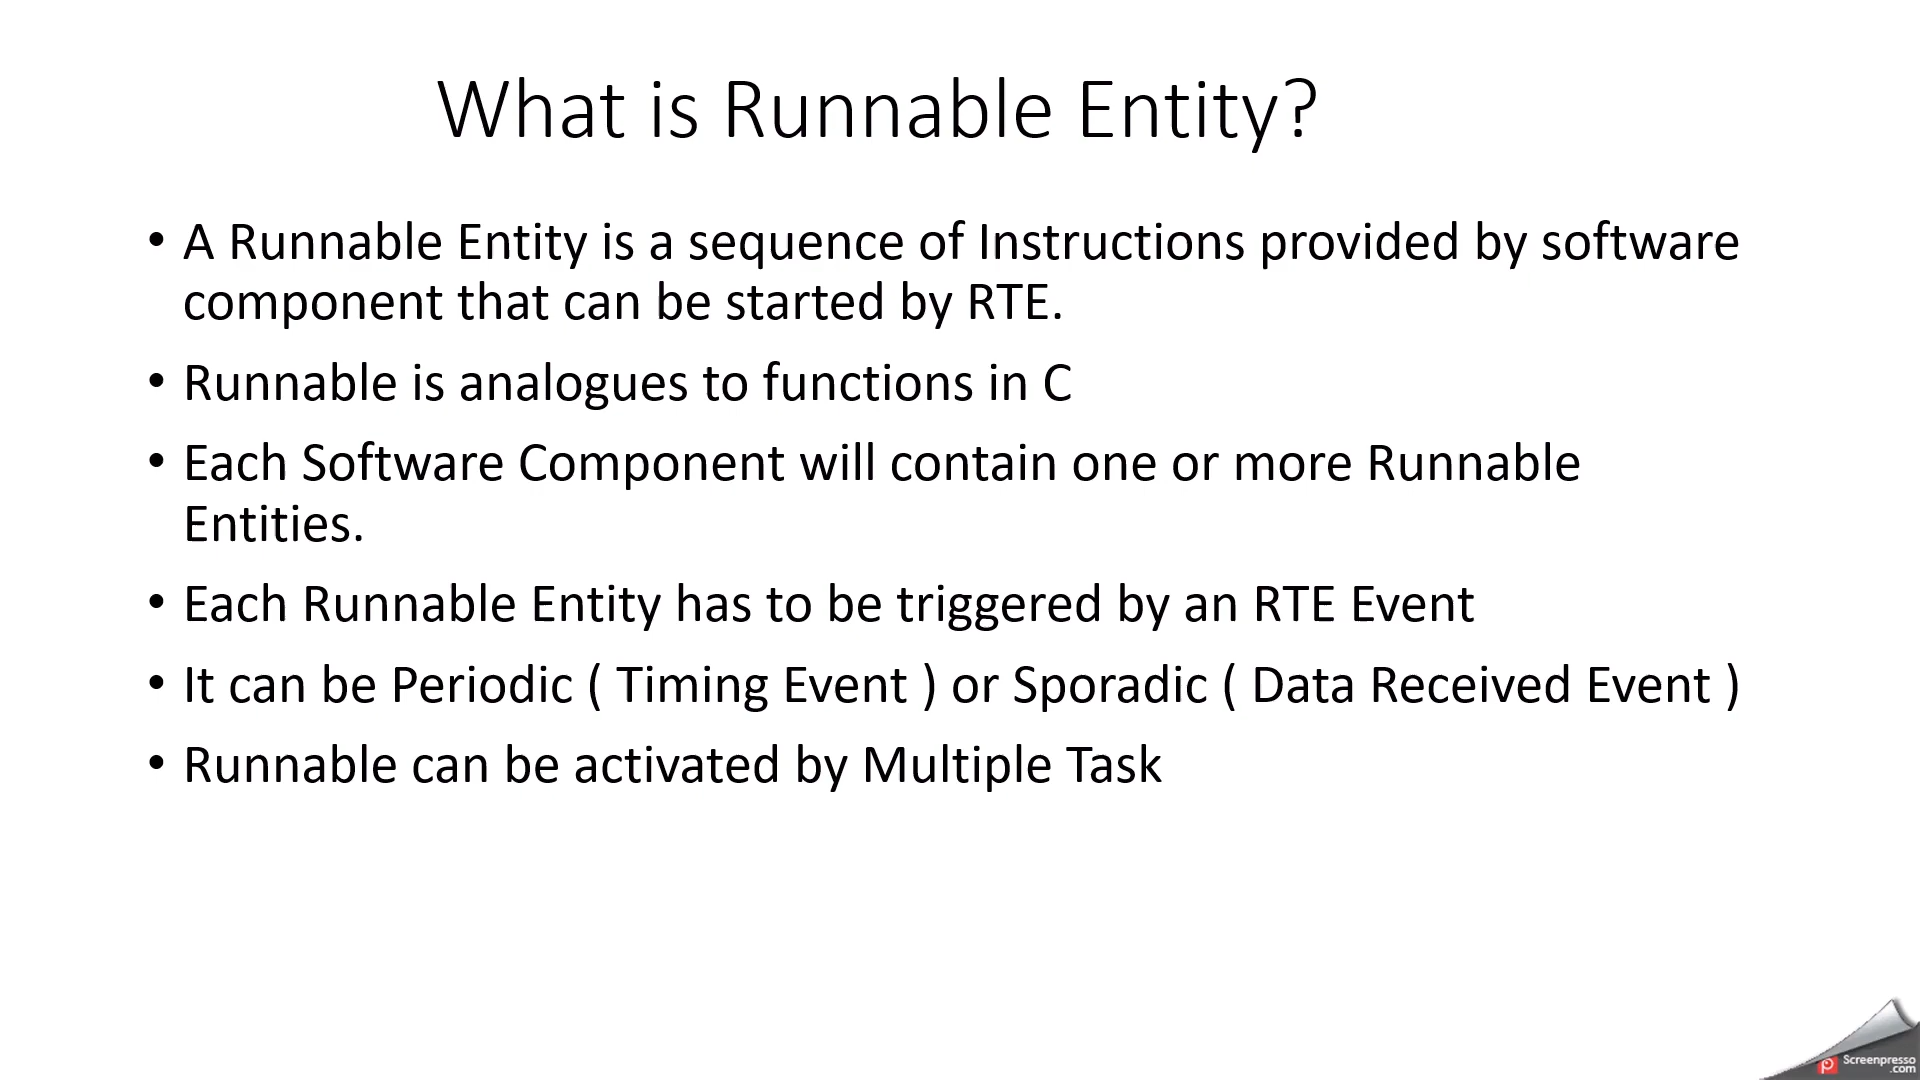 What is Runnable Entity?
• A Runnable Entity is a sequence of Instructions provided by software
component that can be started by RTE.
• Runnable is analogues to functions in C
• Each Software Component will contain one or more Runnable
Entities.
• Each Runnable Entity has to be triggered by an RTE Event
• It can be Periodic ( Timing Event ) or Sporadic ( Data Received Event )
• Runnable can be activated by Multiple Task
Screenpresso
.com